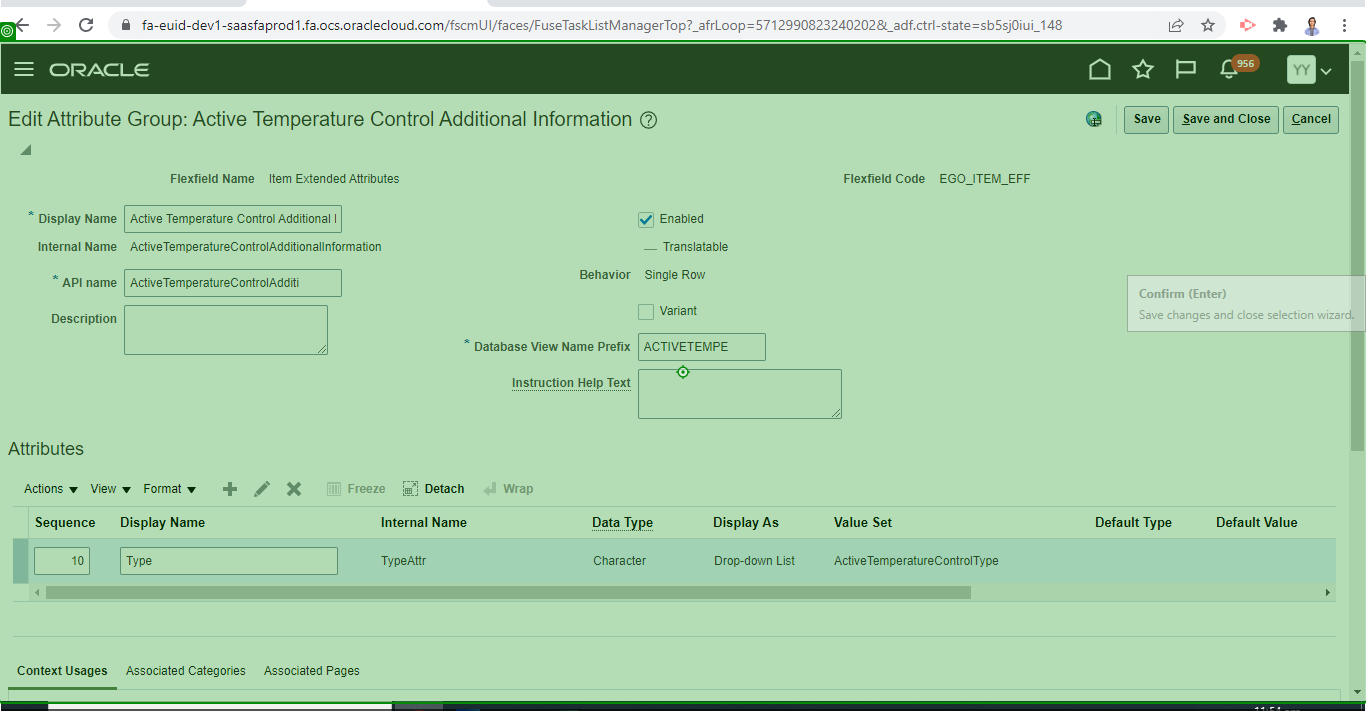 fa-euid-dev1-saasfaprod1.fa.ocs.oraclecloud.com/fscmUI/faces/FuseTaskListManagerTop?_afrLoop=5712990823240202&_adf.ctrl-state=sb5sj0iui_148
ORACLE 956 YY
Edit Attribute Group: Active Temperature Control Additional Information ? Save Save and Close Cancel
Flexfield Name Item Extended Attributes Flexfield Code EGO_ITEM_EFF
* Display Name Active Temperature Control Additional I Enabled
Internal Name ActiveTemperatureControlAdditionalInformation Translatable
* API name ActiveTemperatureControlAdditi Behavior Single Row
Confirm (Enter)
Save changes and close selection wizard.
Description Variant
* Database View Name Prefix ACTIVETEMPE
Instruction Help Text
Attributes
Actions View Format Freeze Detach Wrap
Sequence Display Name Internal Name Data Type Display As Value Set Default Type Default Value
10 Type TypeAttr Character Drop-down List ActiveTemperatureControlType
Context Usages Associated Categories Associated Pages